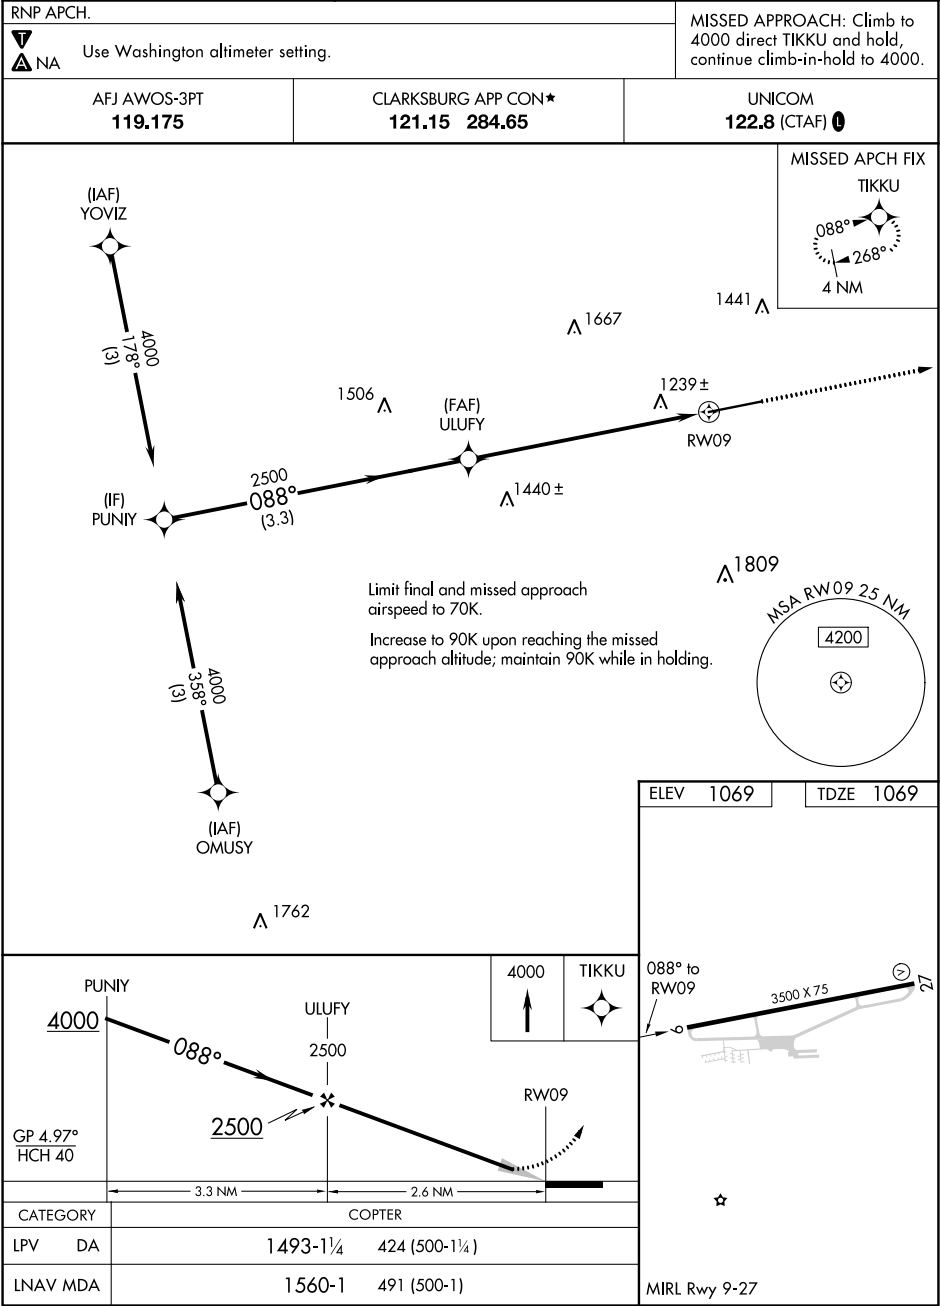 RNP APCH.
T
A NA
Use Washington altimeter setting.
MISSED APPROACH: Climb to
4000 direct TIKKU and hold,
continue climb-in-hold to 4000.
AFJ AWOS-3PT
119.175
CLARKSBURG APP CON★
121.15 284.65
UNICOM
122.8 (CTAF) L
MISSED APCH FIX
TIKKU
088°
268°
4 NM
(IAF)
YOVIZ
4000
178°
(3)
1441
1667
1506
1239 ±
(FAF)
ULUFY
RW09
(IF)
PUNIY
2500
088°
(3.3)
1440 ±
1809
Limit final and missed approach
airspeed to 70K.
Increase to 90K upon reaching the missed
approach altitude; maintain 90K while in holding.
MSA RW09 25 NM
4200
4000
358°
(3)
(IAF)
OMUSY
1762
ELEV 1069
TDZE 1069
088° to
RW09
3500 X 75
9
27
V
MIRL Rwy 9-27
PUNIY
4000
088°
ULUFY
2500
2500
4000
TIKKU
RW09
GP 4.97°
HCH 40
3.3 NM
2.6 NM
CATEGORY
COPTER
LPV DA
1493-1¼ 424 (500-1¼)
LNAV MDA
1560-1 491 (500-1)